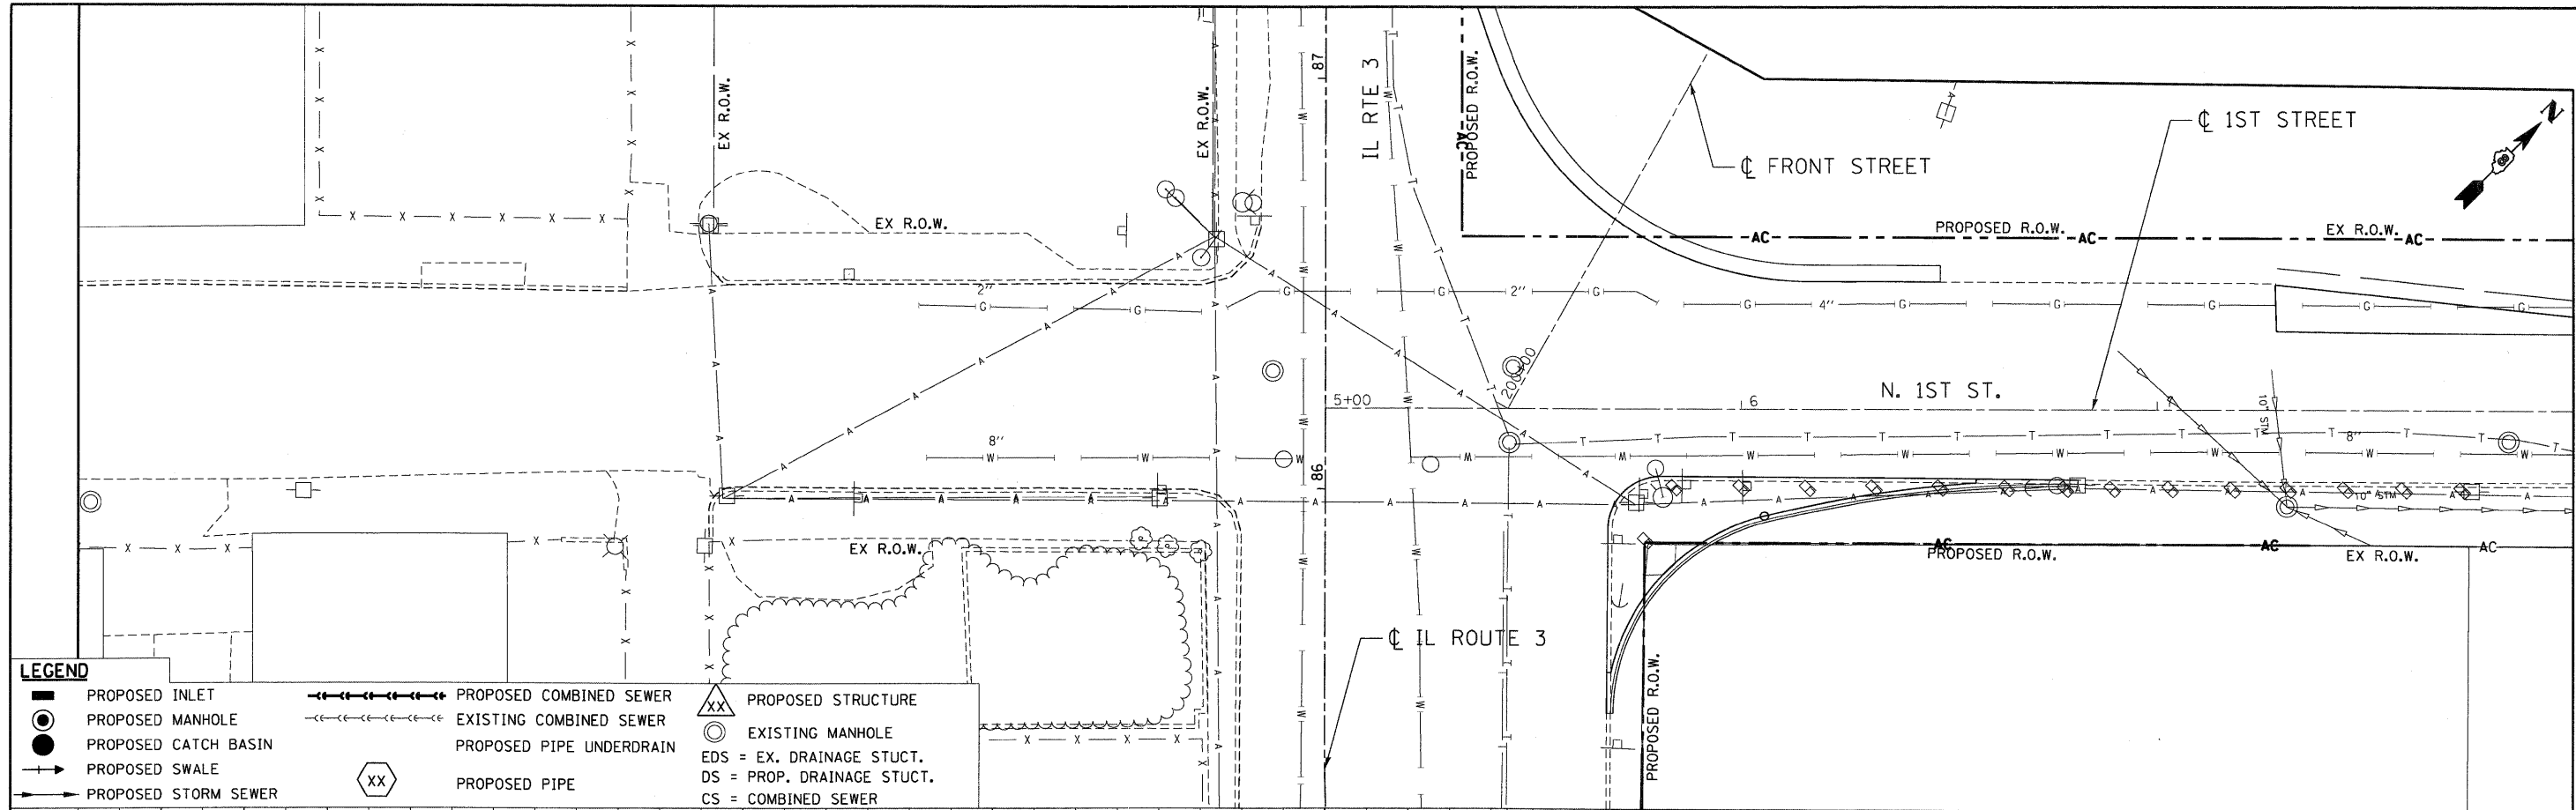 EX R.O.W.
EX R.O.W.
87
IL RTE 3
PROPOSED R.O.W.
AC
℄ 1ST STREET
℄ FRONT STREET
N
EX R.O.W.
AC
PROPOSED R.O.W.
AC
EX R.O.W.
AC
2''
2''
4''
5+00
6
N. 1ST ST.
10" STM
8''
8''
86
10" STM
EX R.O.W.
AC
PROPOSED R.O.W.
AC
EX R.O.W.
AC
℄ IL ROUTE 3
PROPOSED R.O.W.
LEGEND
PROPOSED INLET
PROPOSED MANHOLE
PROPOSED CATCH BASIN
PROPOSED SWALE
PROPOSED STORM SEWER
PROPOSED COMBINED SEWER
EXISTING COMBINED SEWER
PROPOSED PIPE UNDERDRAIN
XX PROPOSED PIPE
XX PROPOSED STRUCTURE
EXISTING MANHOLE
EDS = EX. DRAINAGE STUCT.
DS = PROP. DRAINAGE STUCT.
CS = COMBINED SEWER